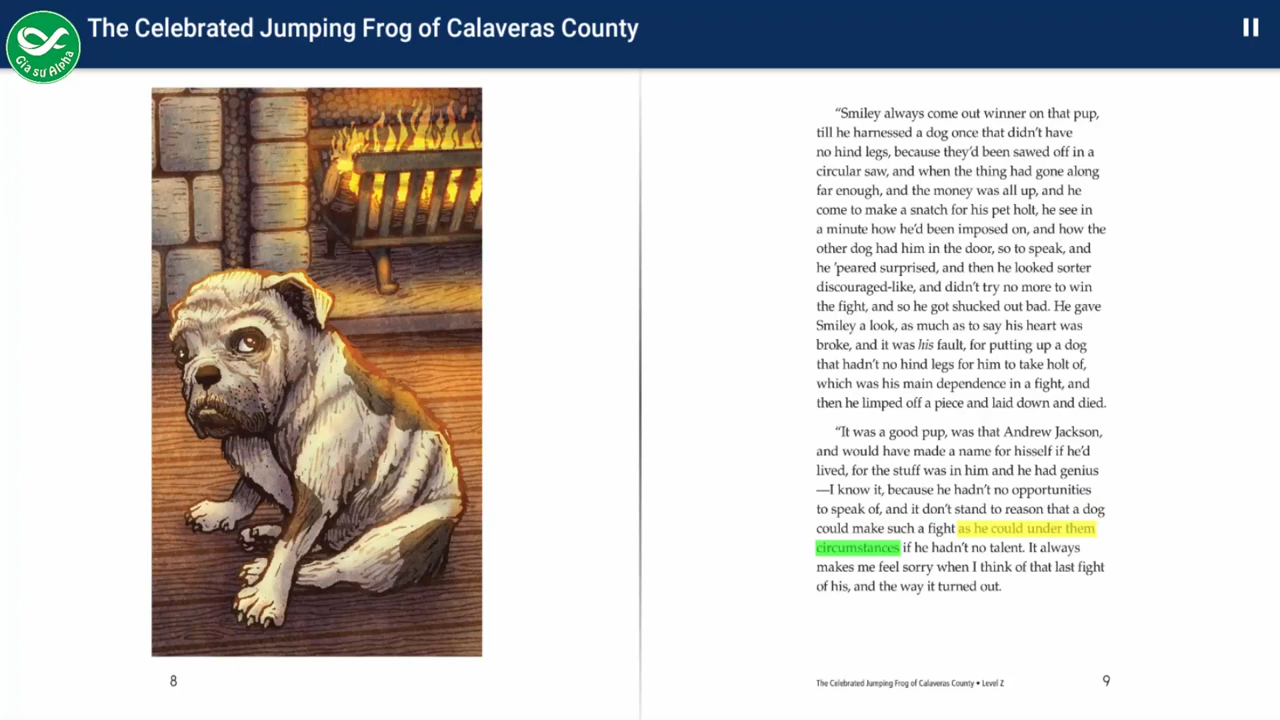 The Celebrated Jumping Frog of Calaveras County
Gia sư Alpha
“Smiley always come out winner on that pup,
till he harnessed a dog once that didn’t have
no hind legs, because they’d been sawed off in a
circular saw, and when the thing had gone along
far enough, and the money was all up, and he
come to make a snatch for his pet holt, he see in
a minute how he’d been imposed on, and how the
other dog had him in the door, so to speak, and
he ’peared surprised, and then he looked sorter
discouraged-like, and didn’t try no more to win
the fight, and so he got shucked out bad. He gave
Smiley a look, as much as to say his heart was
broke, and it was his fault, for putting up a dog
that hadn’t no hind legs for him to take holt of,
which was his main dependence in a fight, and
then he limped off a piece and laid down and died.
“It was a good pup, was that Andrew Jackson,
and would have made a name for hisself if he’d
lived, for the stuff was in him and he had genius
—I know it, because he hadn’t no opportunities
to speak of, and it don’t stand to reason that a dog
could make such a fight as he could under them
circumstances if he hadn’t no talent. It always
makes me feel sorry when I think of that last fight
of his, and the way it turned out.
8
The Celebrated Jumping Frog of Calaveras County • Level Z
9